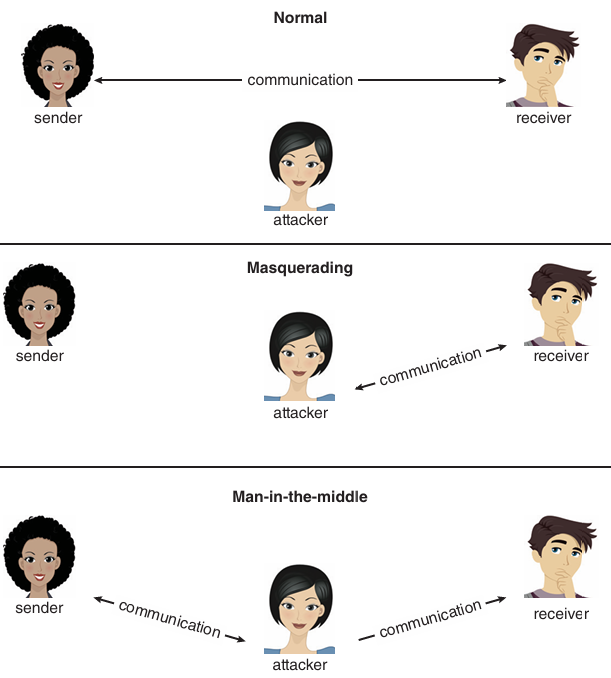 Normal
communication
sender
receiver
attacker
Masquerading
communication
sender
receiver
attacker
Man-in-the-middle
communication
communication
sender
receiver
attacker